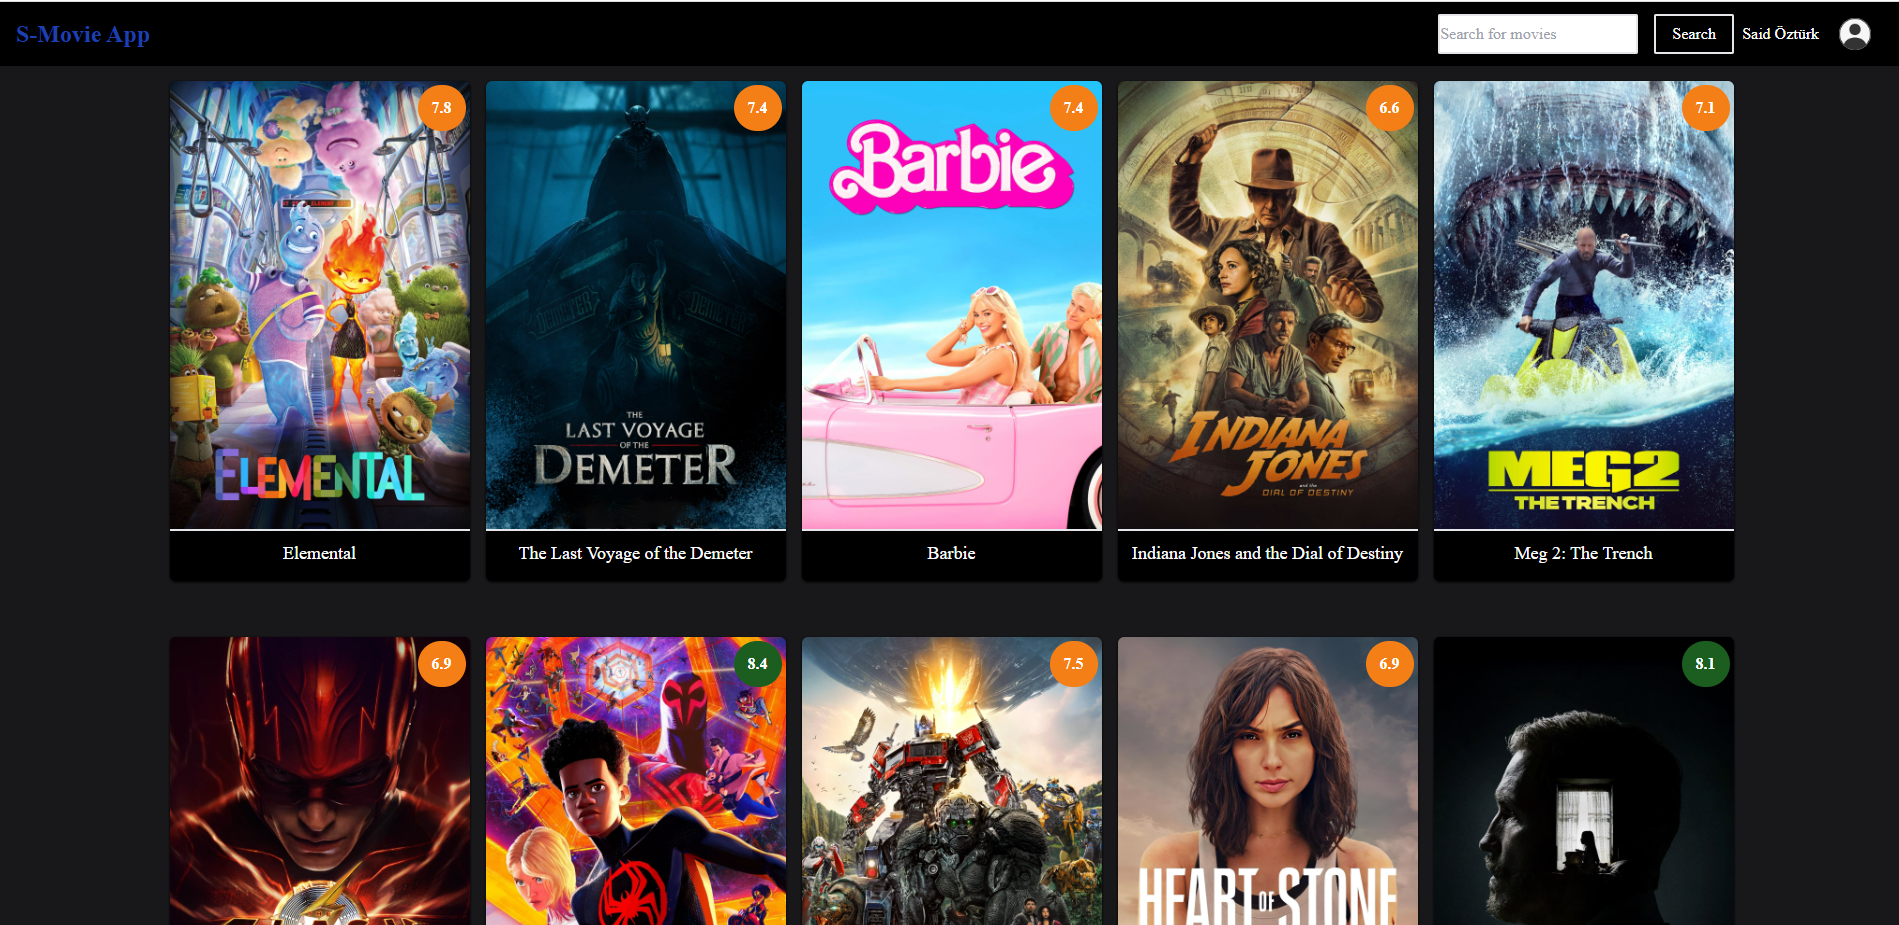 S-Movie App
Search for movies
Search
Said Öztürk
7.8
7.4
7.4
6.6
7.1
Barbie
ELEMENTAL
THE
LAST VOYAGE
OF THE
DEMETER
INDIANA
JONES
and the
DIAL OF DESTINY
MEG2
THE TRENCH
Elemental
The Last Voyage of the Demeter
Barbie
Indiana Jones and the Dial of Destiny
Meg 2: The Trench
6.9
8.4
7.5
6.9
8.1
HEART OF STONE